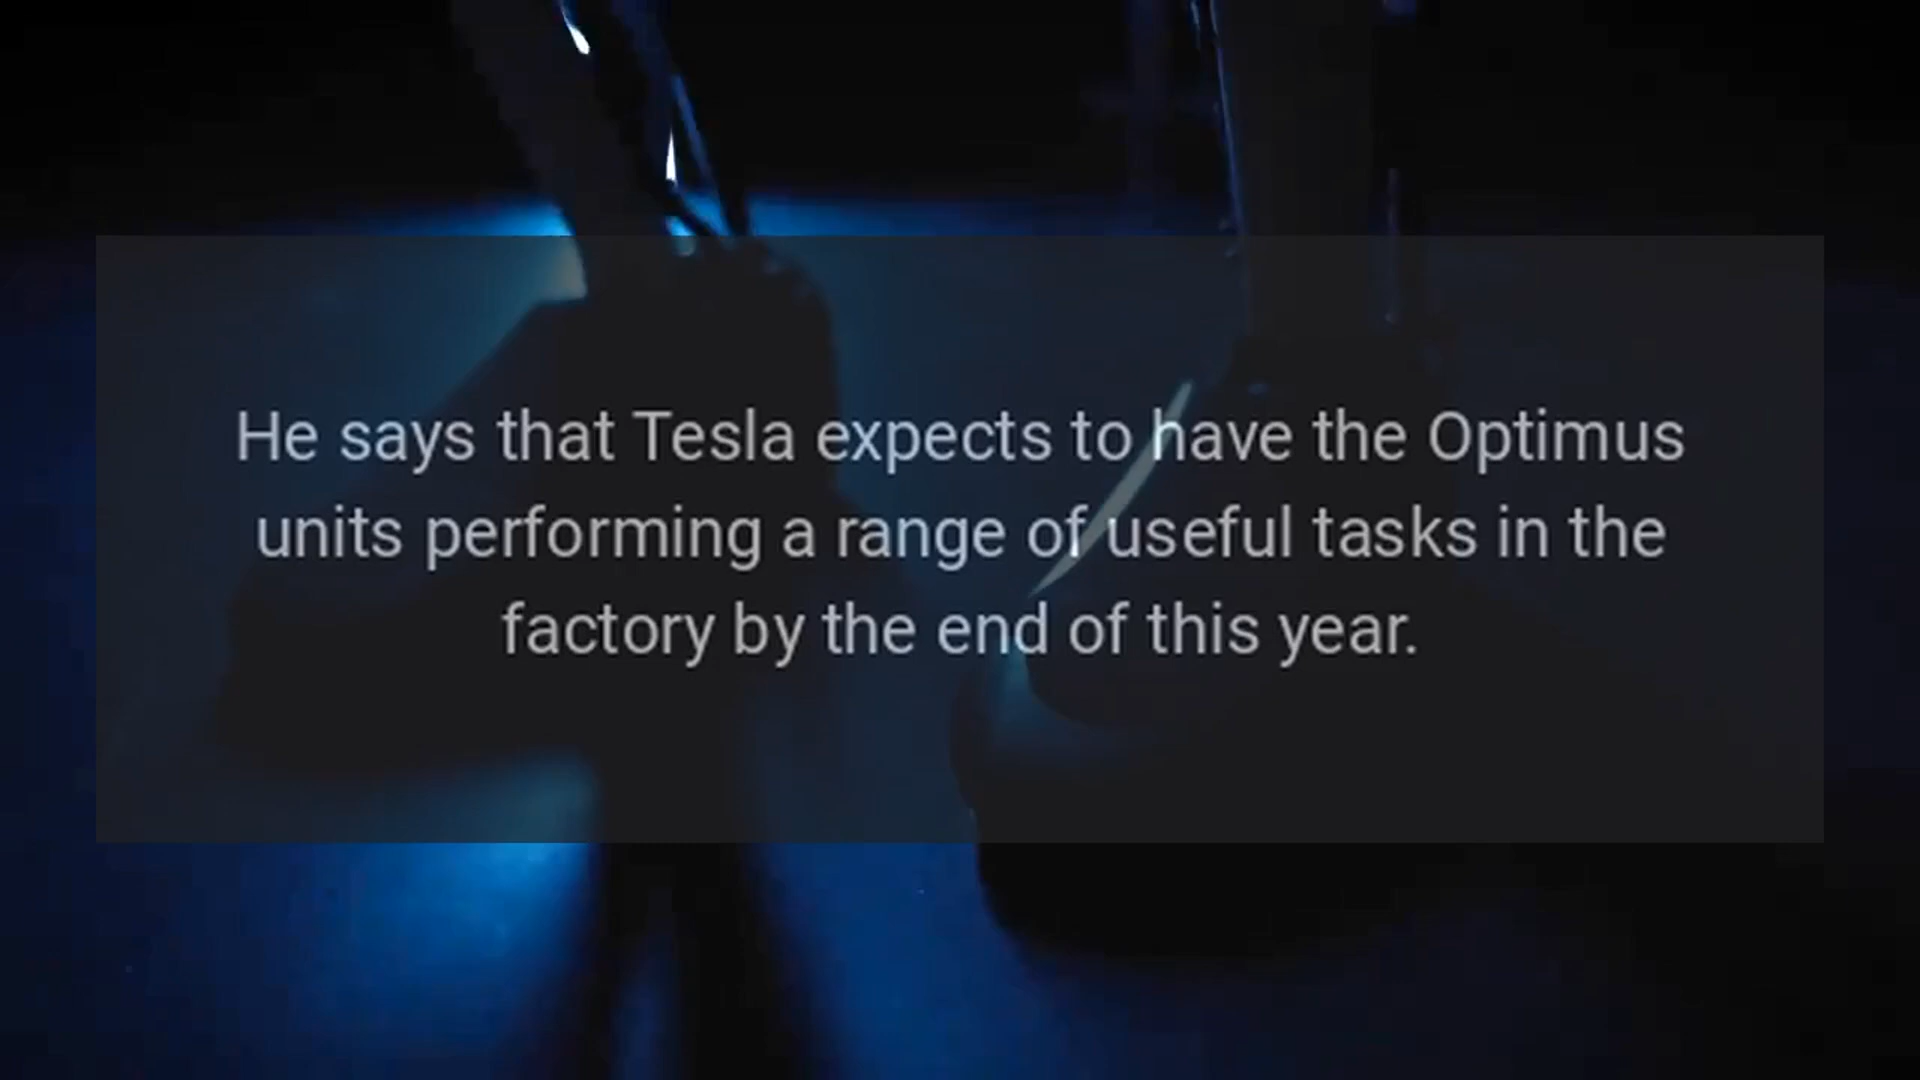 He says that Tesla expects to have the Optimus
units performing a range of useful tasks in the
factory by the end of this year.